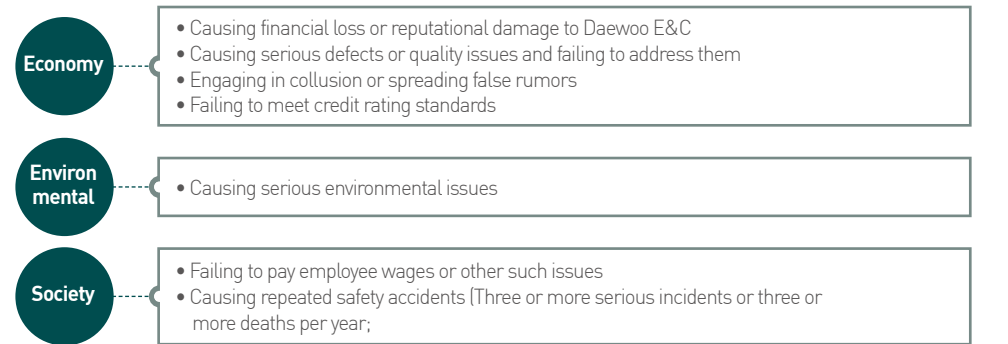 Economy
• Causing financial loss or reputational damage to Daewoo E&C
• Causing serious defects or quality issues and failing to address them
• Engaging in collusion or spreading false rumors
• Failing to meet credit rating standards
Environ
mental
• Causing serious environmental issues
Society
• Failing to pay employee wages or other such issues
• Causing repeated safety accidents (Three or more serious incidents or three or
more deaths per year;